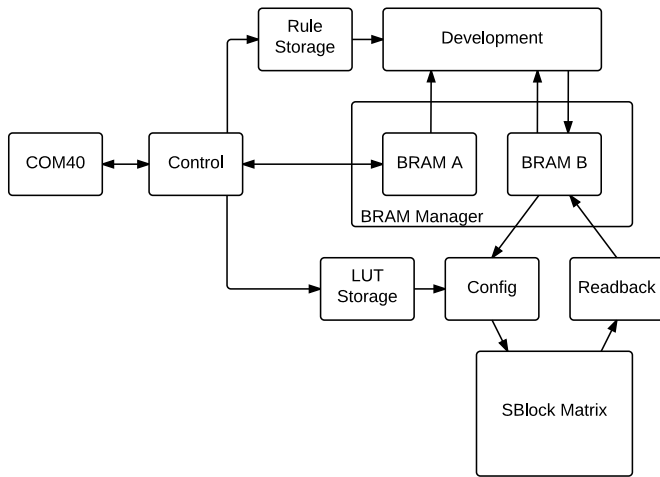 Rule
Storage
Development
COM40
Control
BRAM A
BRAM B
BRAM Manager
LUT
Storage
Config
Readback
SBlock Matrix